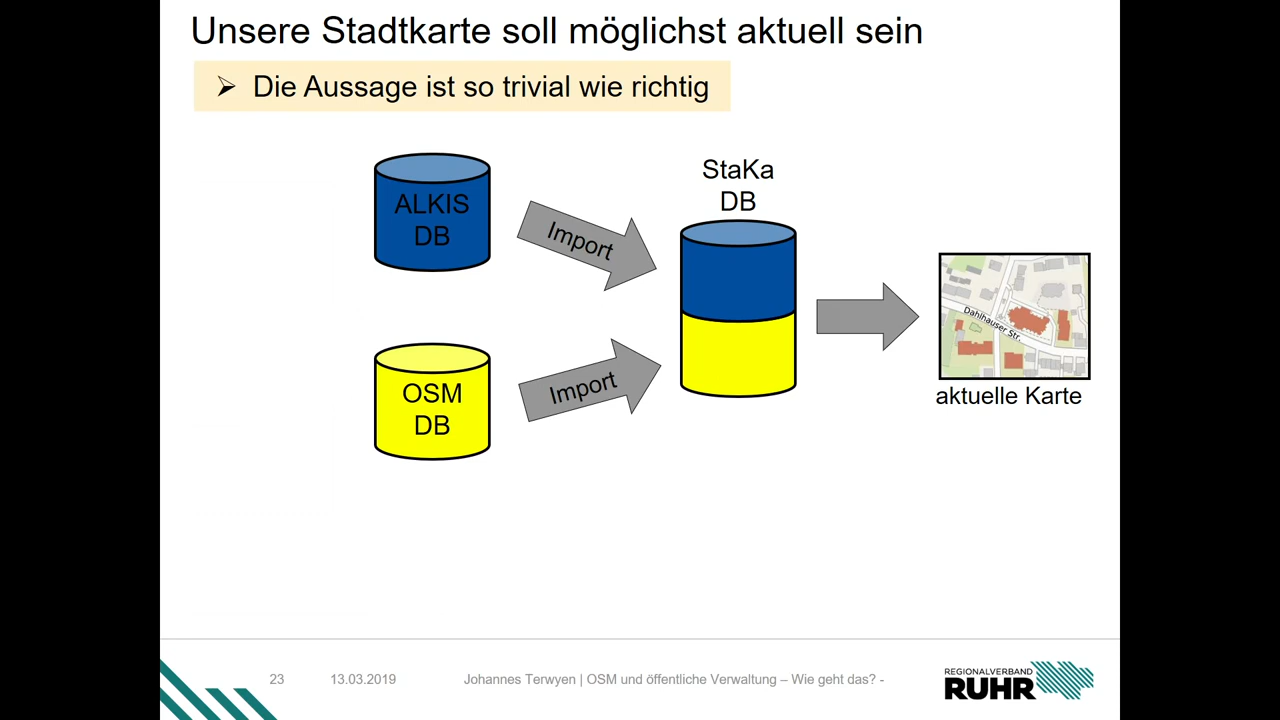 Unsere Stadtkarte soll möglichst aktuell sein
Die Aussage ist so trivial wie richtig
ALKIS
DB
Import
StaKa
DB
OSM
DB
Import
Dahlhauser Str.
aktuelle Karte
23
13.03.2019
Johannes Terwyen | OSM und öffentliche Verwaltung – Wie geht das? -
REGIONALVERBAND
RUHR